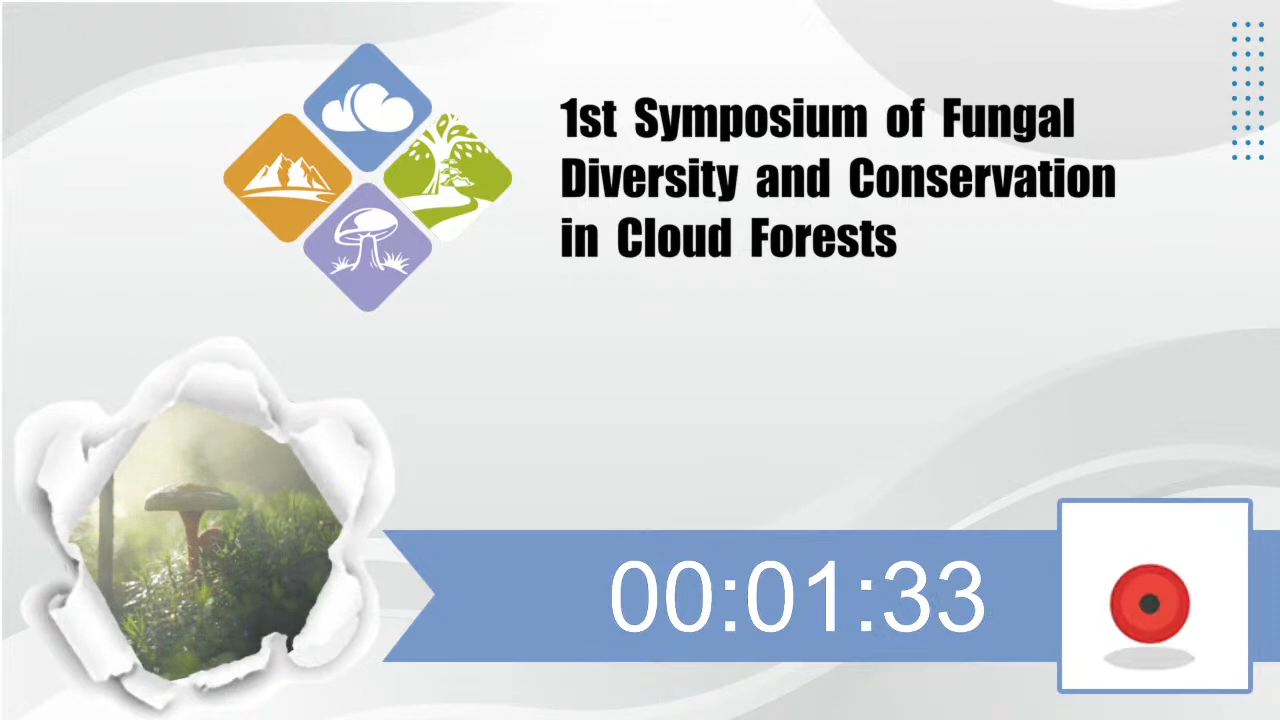 1st Symposium of Fungal
Diversity and Conservation
in Cloud Forests
00:01:33